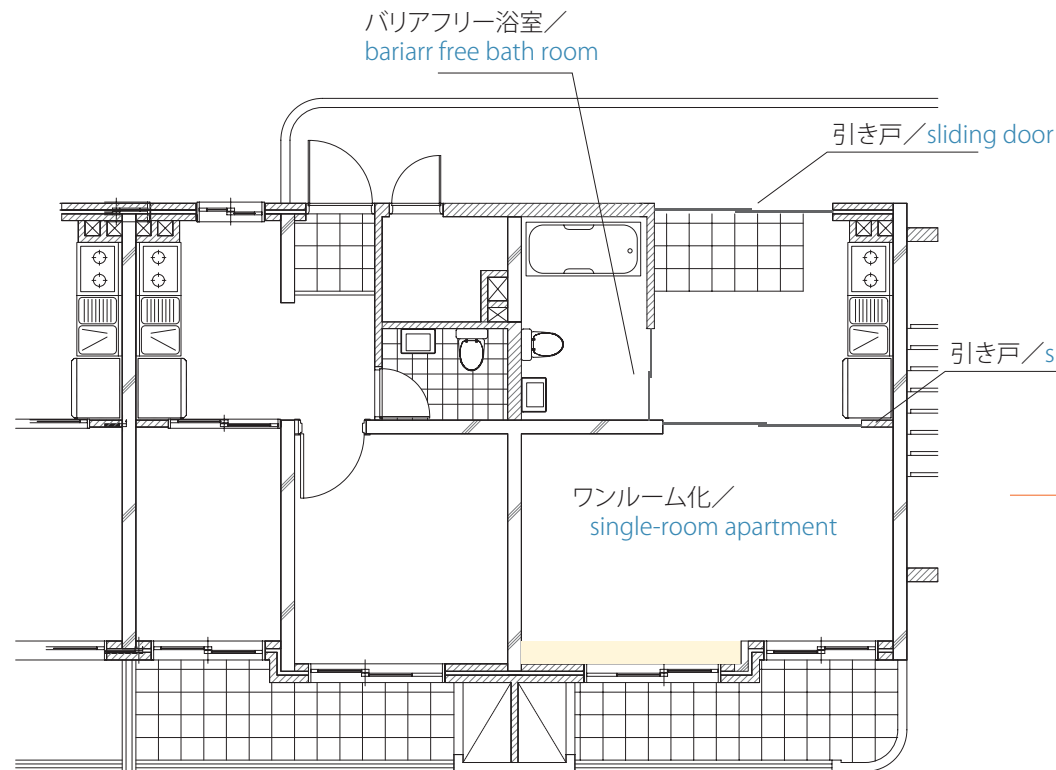 バリアフリー浴室／
bariarr free bath room
引き戸／sliding door
引き戸／s
ワンルーム化／
single-room apartment